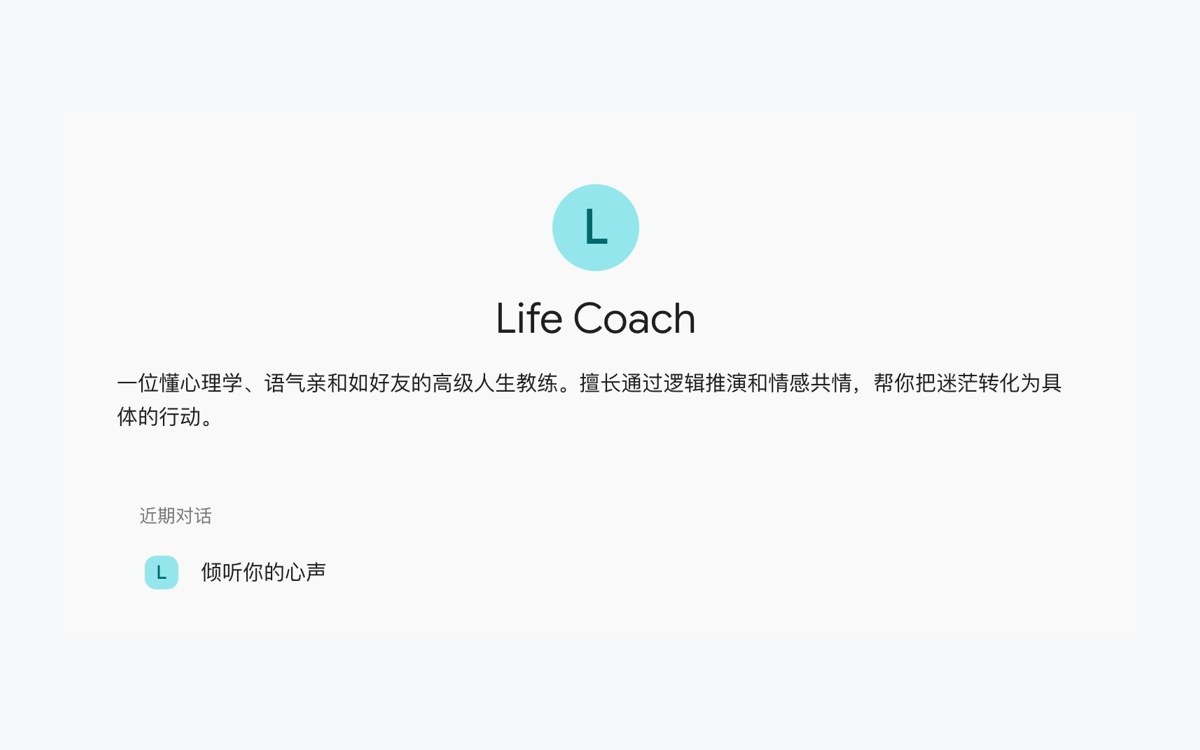 L
Life Coach
一位懂心理学、语气亲和如好友的高级人生教练。擅长通过逻辑推演和情感共情，帮你把迷茫转化为具
体的行动。
近期对话
L 倾听你的心声